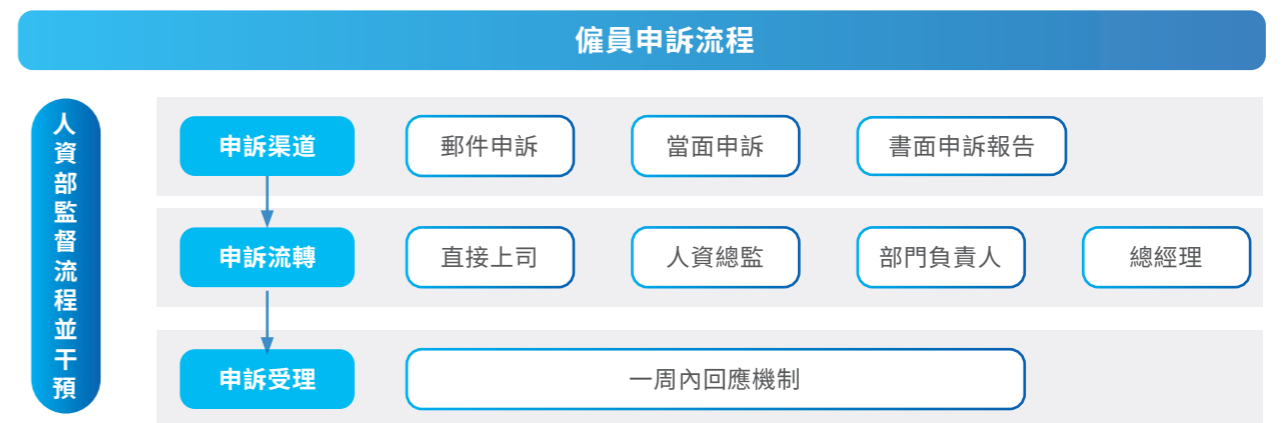 僱員申訴流程
人資部監督流程並干預
申訴渠道
郵件申訴
當面申訴
書面申訴報告
申訴流轉
直接上司
人資總監
部門負責人
總經理
申訴受理
一周內回應機制